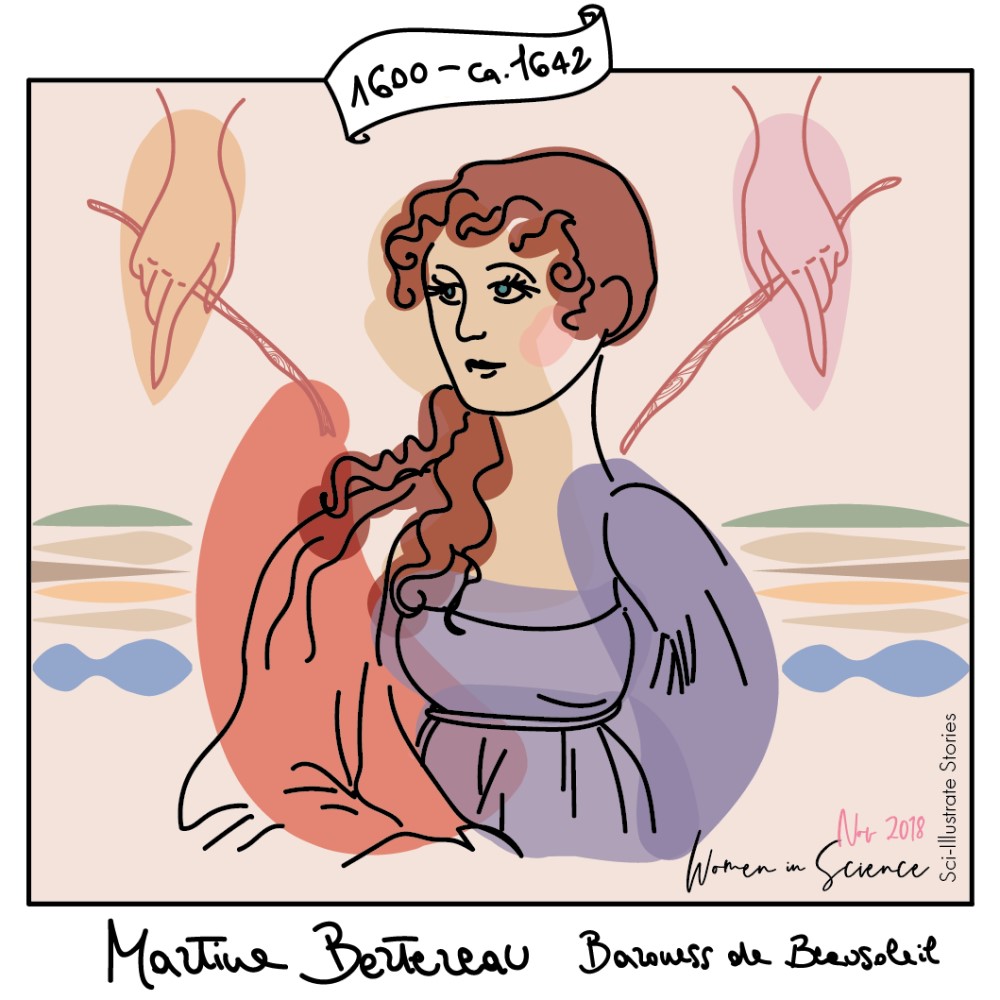 1600 – ca. 1642
Nov 2018
Women in Science
Sci-Illustrate Stories
Martine Bertereau Baroness de Beausoleil